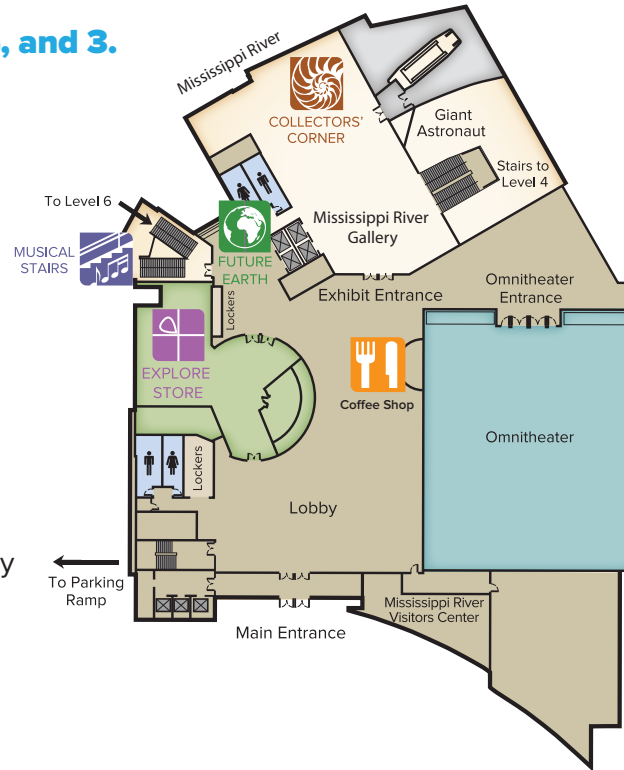 , and 3.
Mississippi River
COLLECTORS'
CORNER
Giant
Astronaut
Stairs to
Level 4
To Level 6
Mississippi River
Gallery
MUSICAL
STAIRS
FUTURE
EARTH
Exhibit Entrance
Omnitheater
Entrance
Lockers
EXPLORE
STORE
Coffee Shop
Omnitheater
Lockers
Lobby
y
To Parking
Ramp
Mississippi River
Visitors Center
Main Entrance